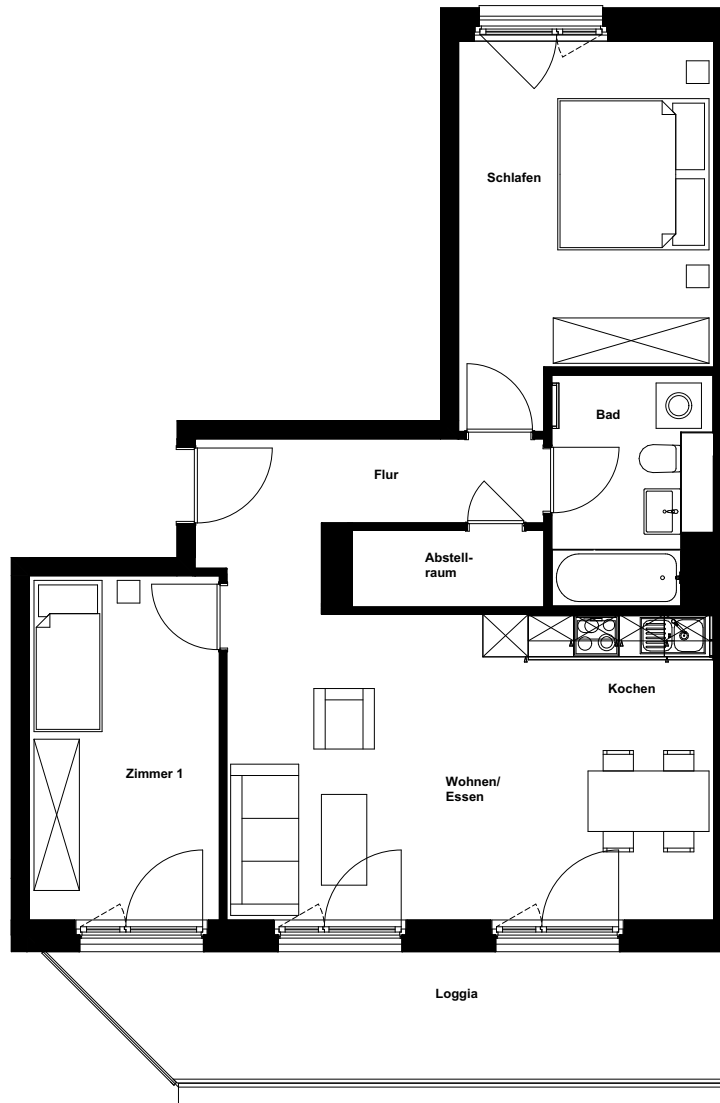 Schlafen
Bad
Flur
Abstell-
raum
Kochen
Zimmer 1
Wohnen/
Essen
Loggia